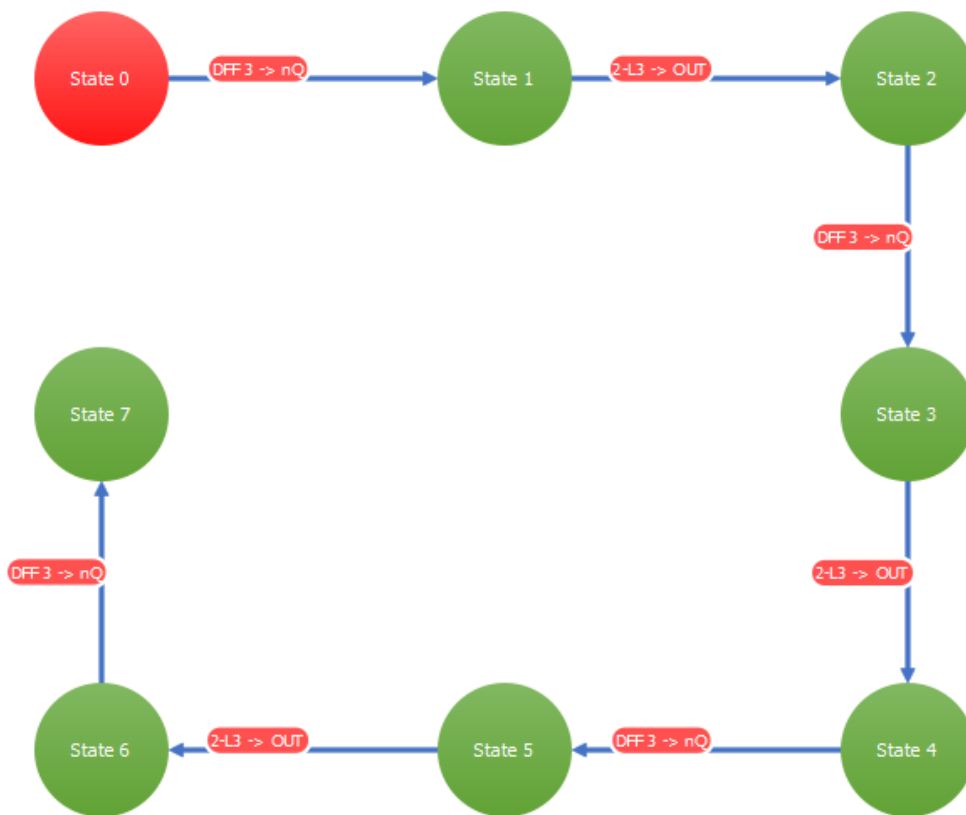 State 0
DFF 3 -> nQ
State 1
2-L3 -> OUT
State 2
DFF 3 -> nQ
State 3
2-L3 -> OUT
State 4
DFF 3 -> nQ
State 5
2-L3 -> OUT
State 6
DFF 3 -> nQ
State 7